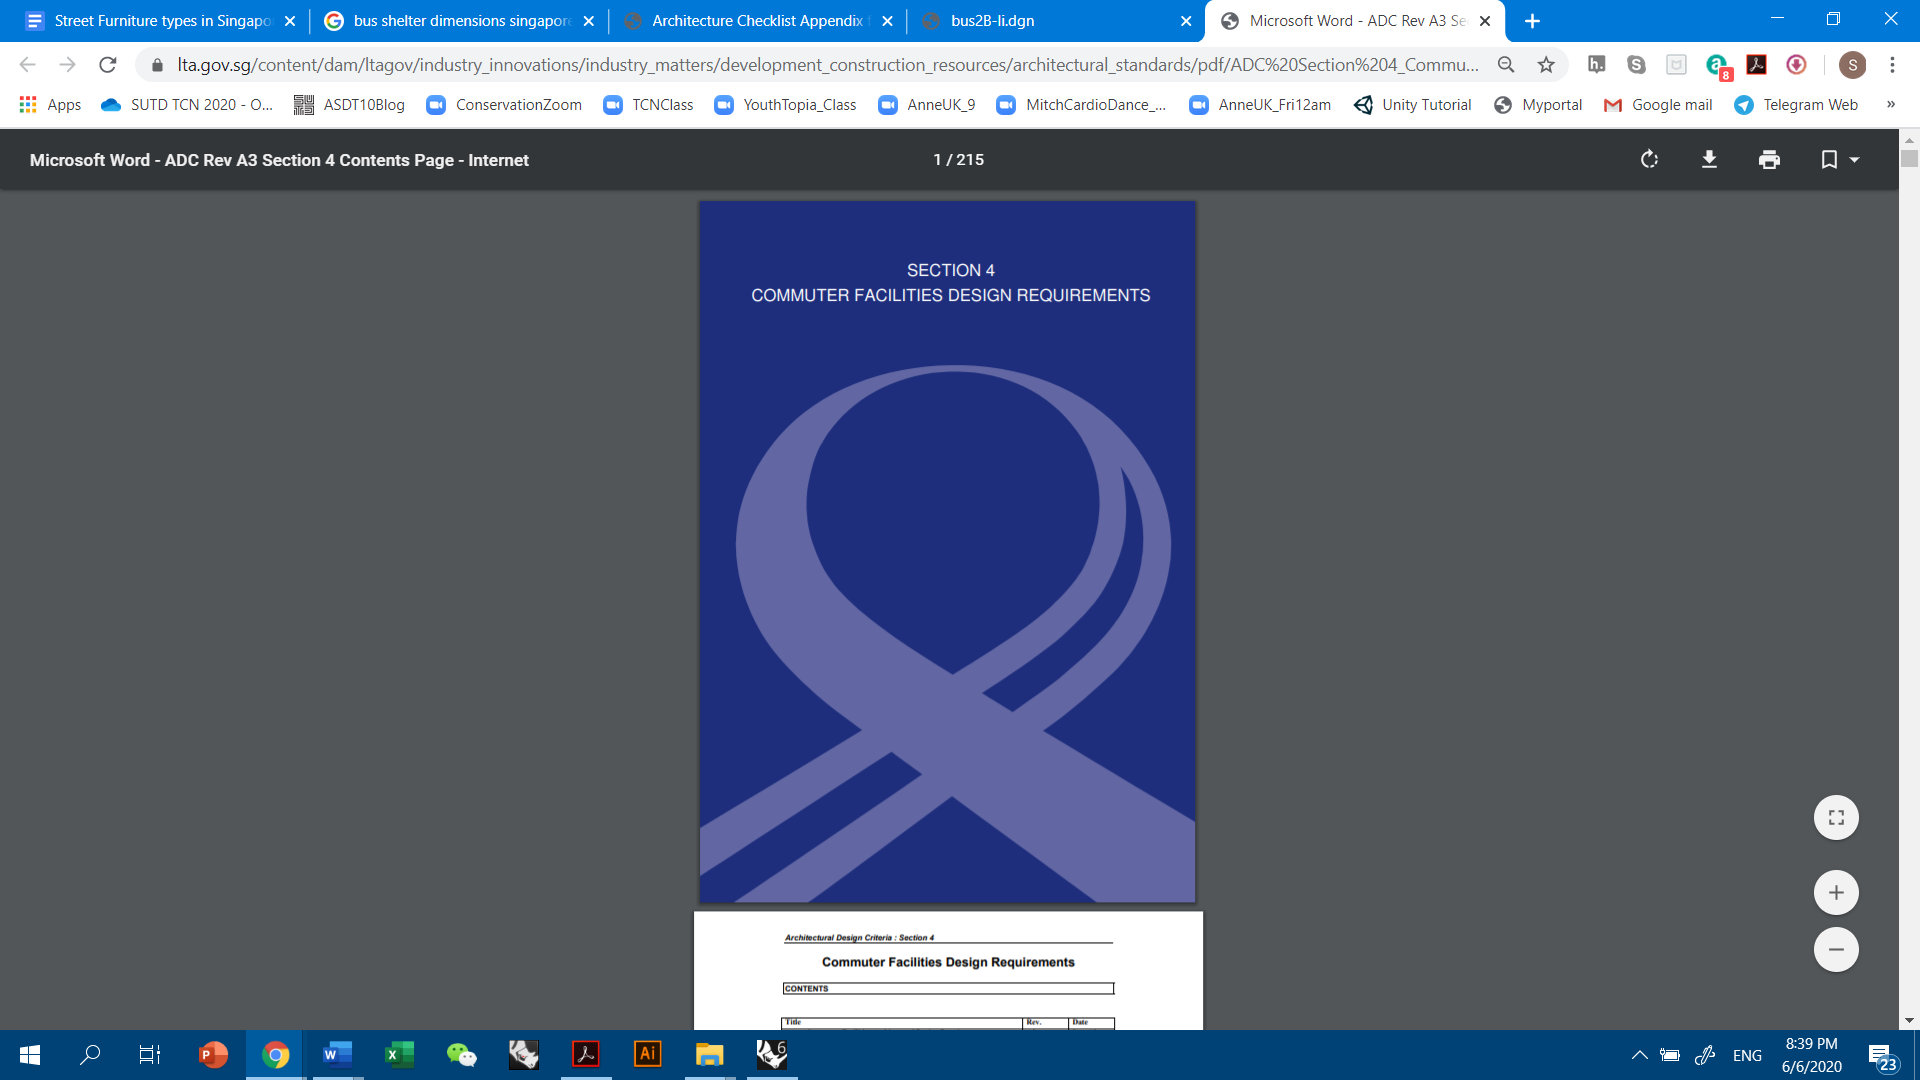 Street Furniture types in Singapo
bus shelter dimensions singapore
Architecture Checklist Appendix
bus2B-li.dgn
Microsoft Word - ADC Rev A3 Se
lta.gov.sg/content/dam/ltagov/industry_innovations/industry_matters/development_construction_resources/architectural_standards/pdf/ADC%20Section%204_Commu...
h.
8
S
Apps
SUTD TCN 2020 - O...
ASDT10Blog
ConservationZoom
TCNClass
YouthTopia_Class
AnneUK_9
MitchCardioDance_...
AnneUK_Fri12am
Unity Tutorial
Myportal
Google mail
Telegram Web
»
Microsoft Word - ADC Rev A3 Section 4 Contents Page - Internet
1 / 215
SECTION 4
COMMUTER FACILITIES DESIGN REQUIREMENTS
Architectural Design Criteria : Section 4
Commuter Facilities Design Requirements
CONTENTS
Title Rev. Date
6
Ai
ENG
8:39 PM
6/6/2020
23